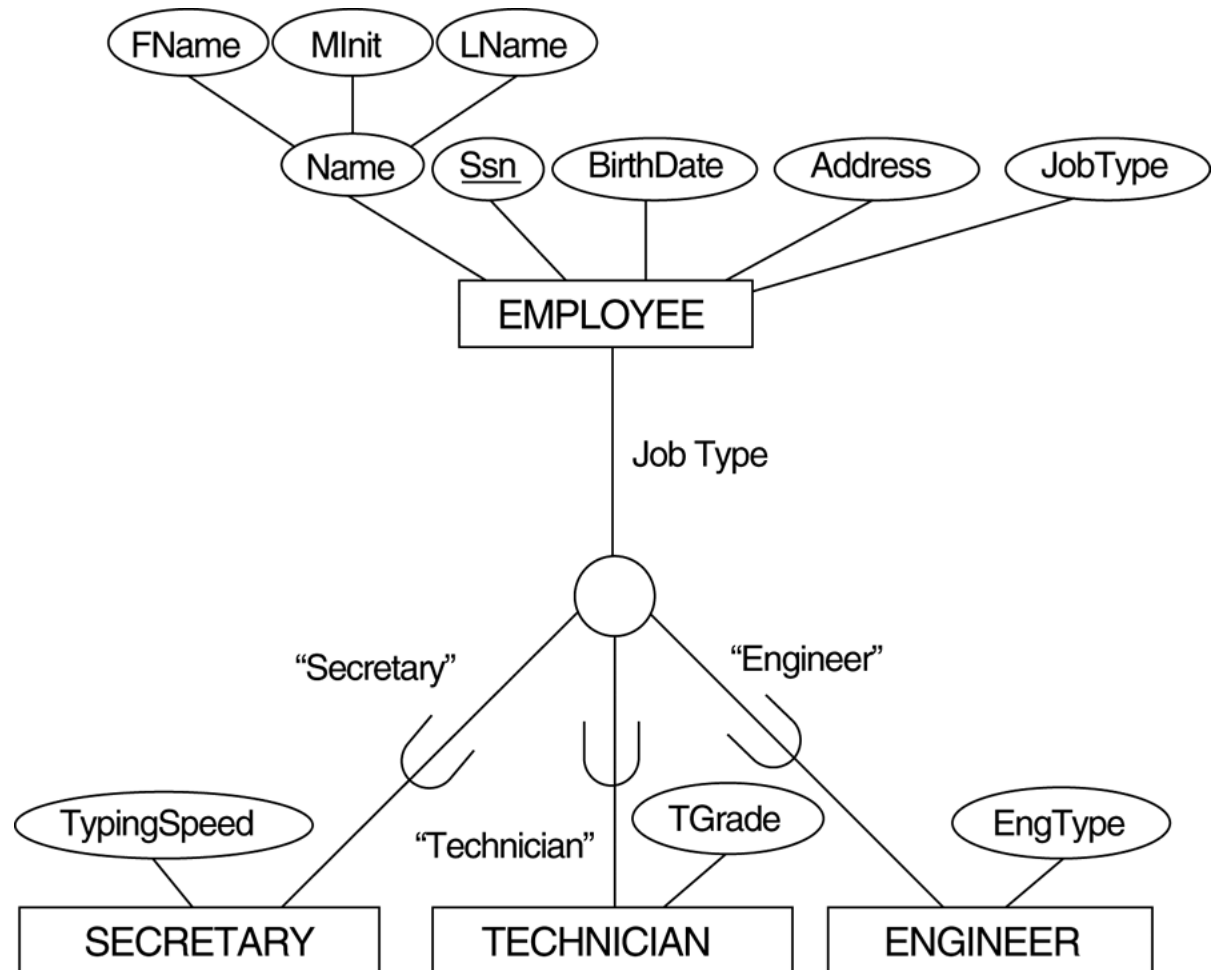 FName MInit LName
Name Ssn BirthDate Address JobType
EMPLOYEE
Job Type
“Secretary” “Engineer”
TypingSpeed “Technician” TGrade EngType
SECRETARY TECHNICIAN ENGINEER